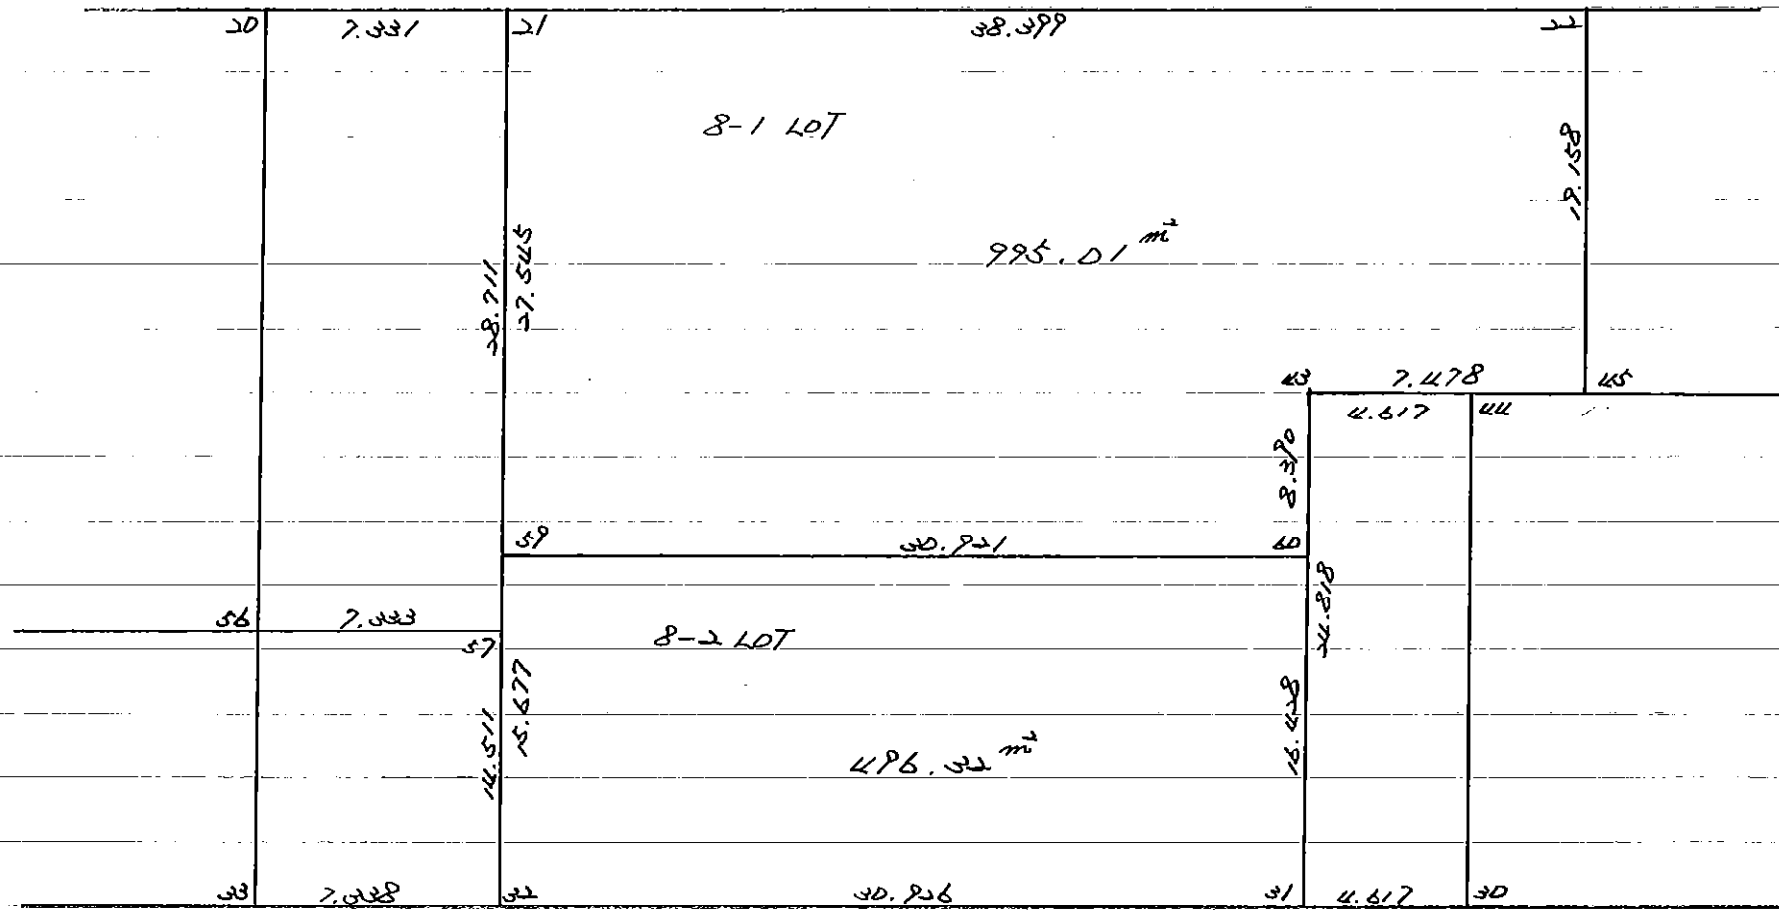 20 7.331 21 38.399 22
8-1 LOT
19.158
995.01 m²
28.711
27.545
43 7.478 45
4.617 44
8.390
59 30.921 60
24.818
56 7.333
57
8-2 LOT
15.677
14.511
16.428
496.32 m²
33 7.338 32 30.926 31 4.617 30